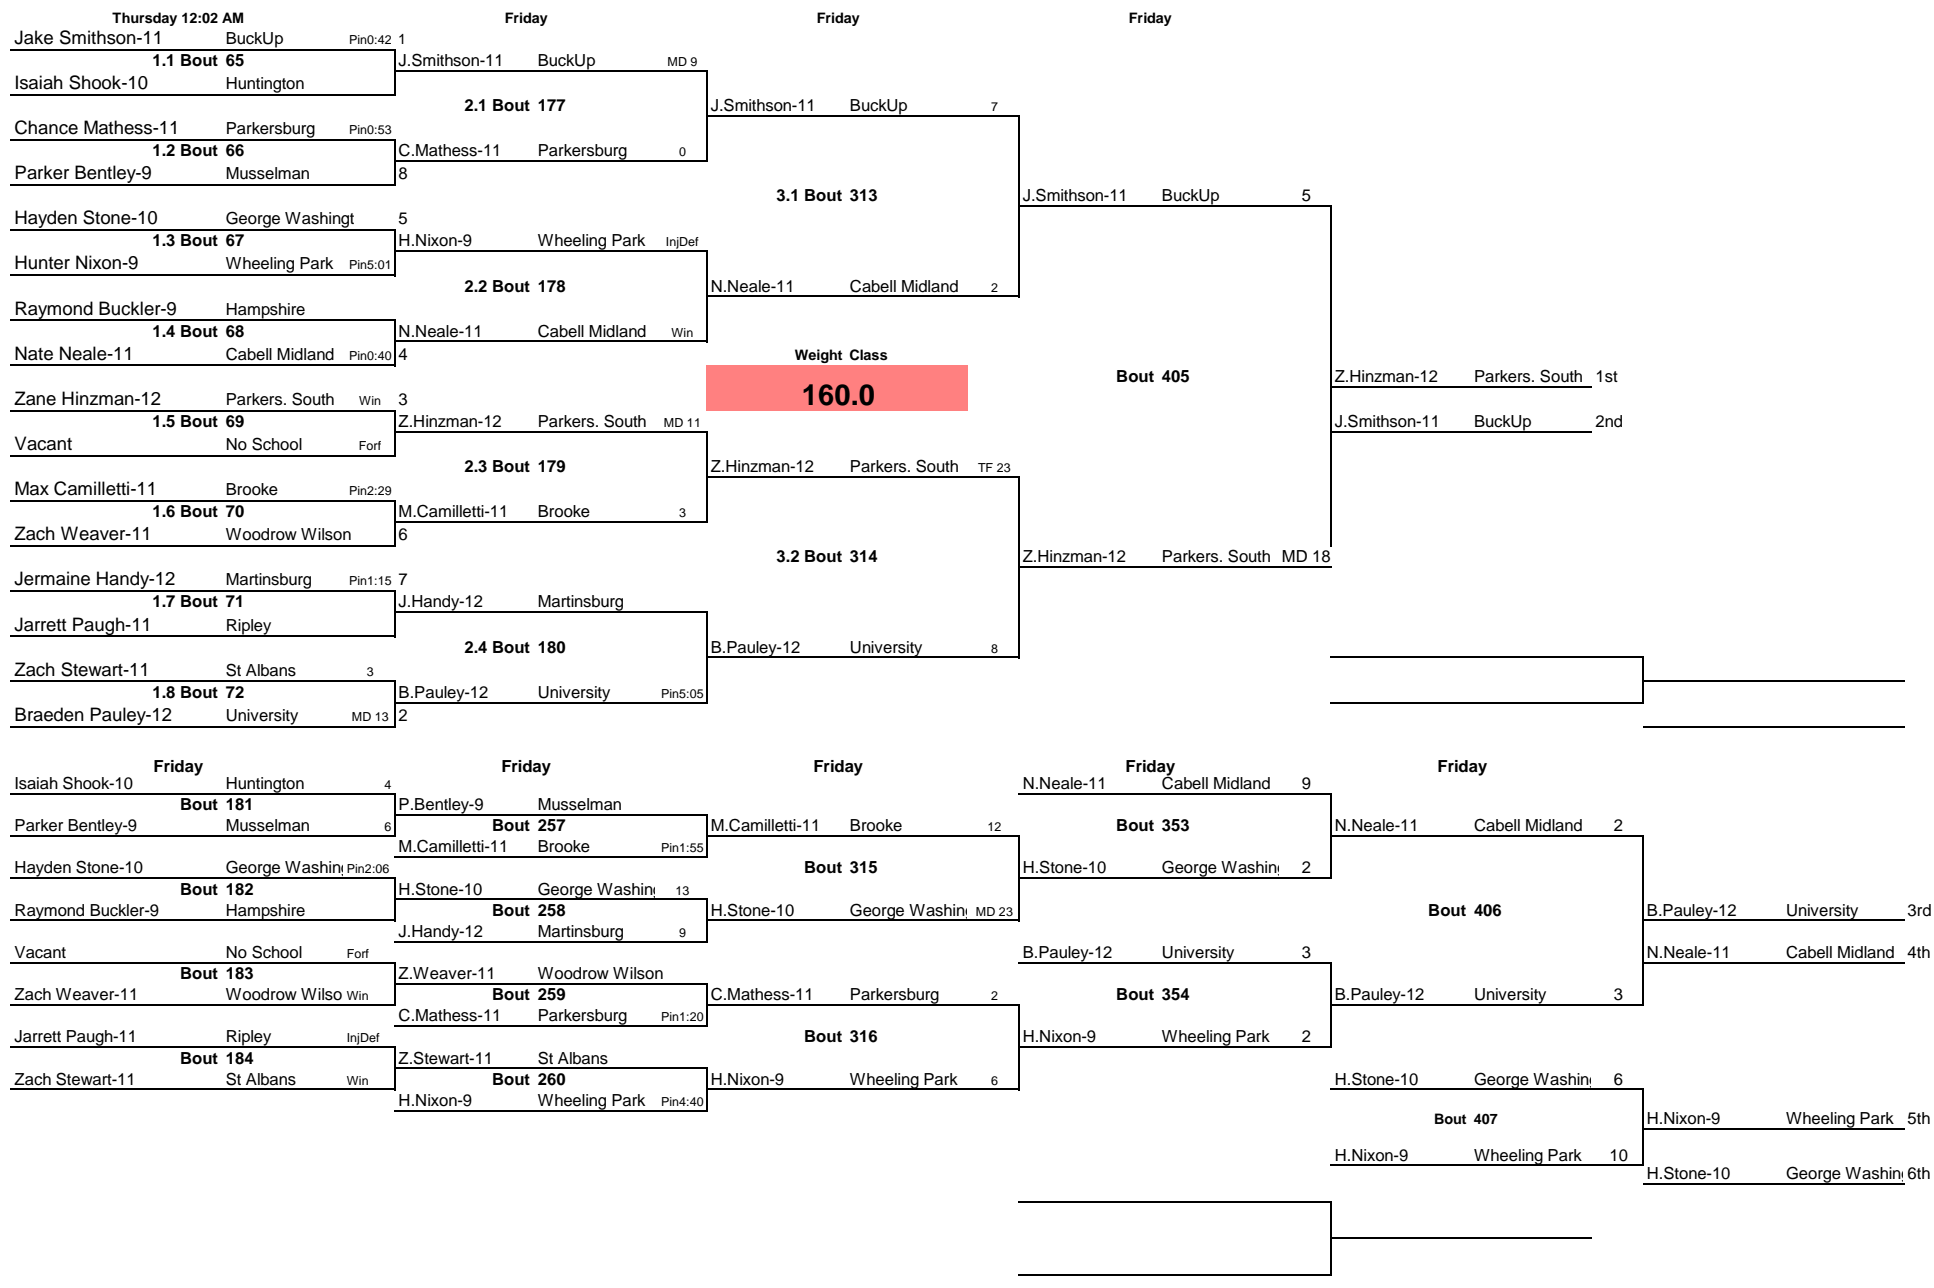 Thursday 12:02 AM Friday Friday Friday
Jake Smithson-11 BuckUp Pin0:42 1
1.1 Bout 65 J.Smithson-11 BuckUp MD 9
Isaiah Shook-10 Huntington
2.1 Bout 177 J.Smithson-11 BuckUp 7
Chance Mathess-11 Parkersburg Pin0:53
1.2 Bout 66 C.Mathess-11 Parkersburg 0
Parker Bentley-9 Musselman 8
3.1 Bout 313 J.Smithson-11 BuckUp 5
Hayden Stone-10 George Washingt 5
1.3 Bout 67 H.Nixon-9 Wheeling Park InjDef
Hunter Nixon-9 Wheeling Park Pin5:01
2.2 Bout 178 N.Neale-11 Cabell Midland 2
Raymond Buckler-9 Hampshire
1.4 Bout 68 N.Neale-11 Cabell Midland Win
Nate Neale-11 Cabell Midland Pin0:40 4 Weight Class
Bout 405 Z.Hinzman-12 Parkers. South 1st
Zane Hinzman-12 Parkers. South Win 3 160.0
1.5 Bout 69 Z.Hinzman-12 Parkers. South MD 11 J.Smithson-11 BuckUp 2nd
Vacant No School Forf
2.3 Bout 179 Z.Hinzman-12 Parkers. South TF 23
Max Camilletti-11 Brooke Pin2:29
1.6 Bout 70 M.Camilletti-11 Brooke 3
Zach Weaver-11 Woodrow Wilson 6
3.2 Bout 314 Z.Hinzman-12 Parkers. South MD 18
Jermaine Handy-12 Martinsburg Pin1:15 7
1.7 Bout 71 J.Handy-12 Martinsburg
Jarrett Paugh-11 Ripley
2.4 Bout 180 B.Pauley-12 University 8
Zach Stewart-11 St Albans 3
1.8 Bout 72 B.Pauley-12 University Pin5:05
Braeden Pauley-12 University MD 13 2
Friday Friday Friday Friday Friday
Isaiah Shook-10 Huntington 4 N.Neale-11 Cabell Midland 9
Bout 181 P.Bentley-9 Musselman
Parker Bentley-9 Musselman 6 Bout 257 M.Camilletti-11 Brooke 12 Bout 353 N.Neale-11 Cabell Midland 2
M.Camilletti-11 Brooke Pin1:55
Hayden Stone-10 George Washin Pin2:06 Bout 315 H.Stone-10 George Washin 2
Bout 182 H.Stone-10 George Washin 13
Raymond Buckler-9 Hampshire Bout 258 H.Stone-10 George Washin MD 23 Bout 406 B.Pauley-12 University 3rd
J.Handy-12 Martinsburg 9
Vacant No School Forf B.Pauley-12 University 3 N.Neale-11 Cabell Midland 4th
Bout 183 Z.Weaver-11 Woodrow Wilson
Zach Weaver-11 Woodrow Wilso Win Bout 259 C.Mathess-11 Parkersburg 2 Bout 354 B.Pauley-12 University 3
C.Mathess-11 Parkersburg Pin1:20
Jarrett Paugh-11 Ripley InjDef Bout 316 H.Nixon-9 Wheeling Park 2
Bout 184 Z.Stewart-11 St Albans
Zach Stewart-11 St Albans Win Bout 260 H.Nixon-9 Wheeling Park 6 H.Stone-10 George Washin 6
H.Nixon-9 Wheeling Park Pin4:40
Bout 407 H.Nixon-9 Wheeling Park 5th
H.Nixon-9 Wheeling Park 10
H.Stone-10 George Washin 6th